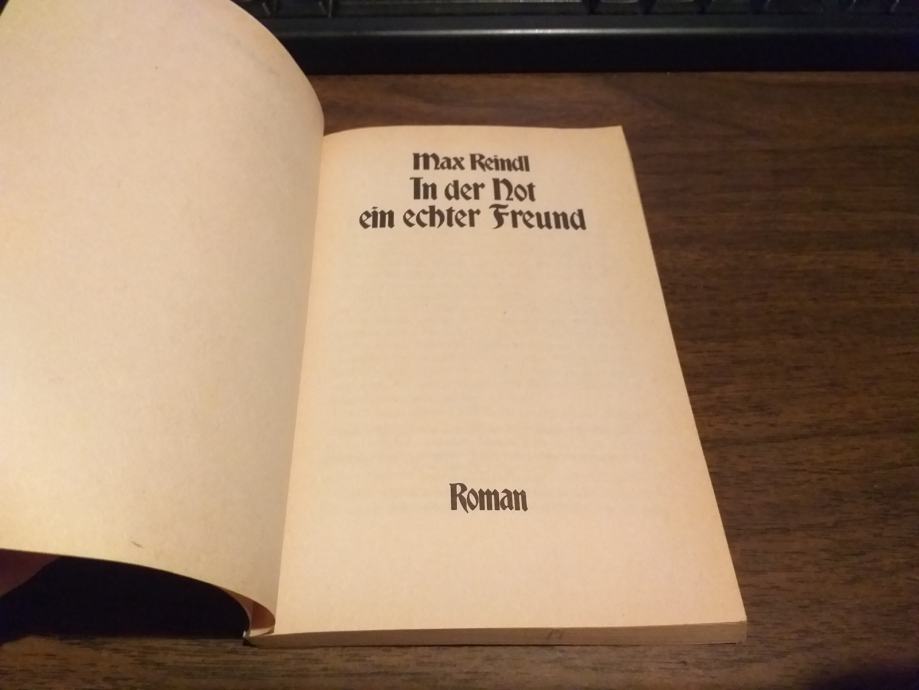 Max Reindl
In der Not
ein echter Freund
Roman